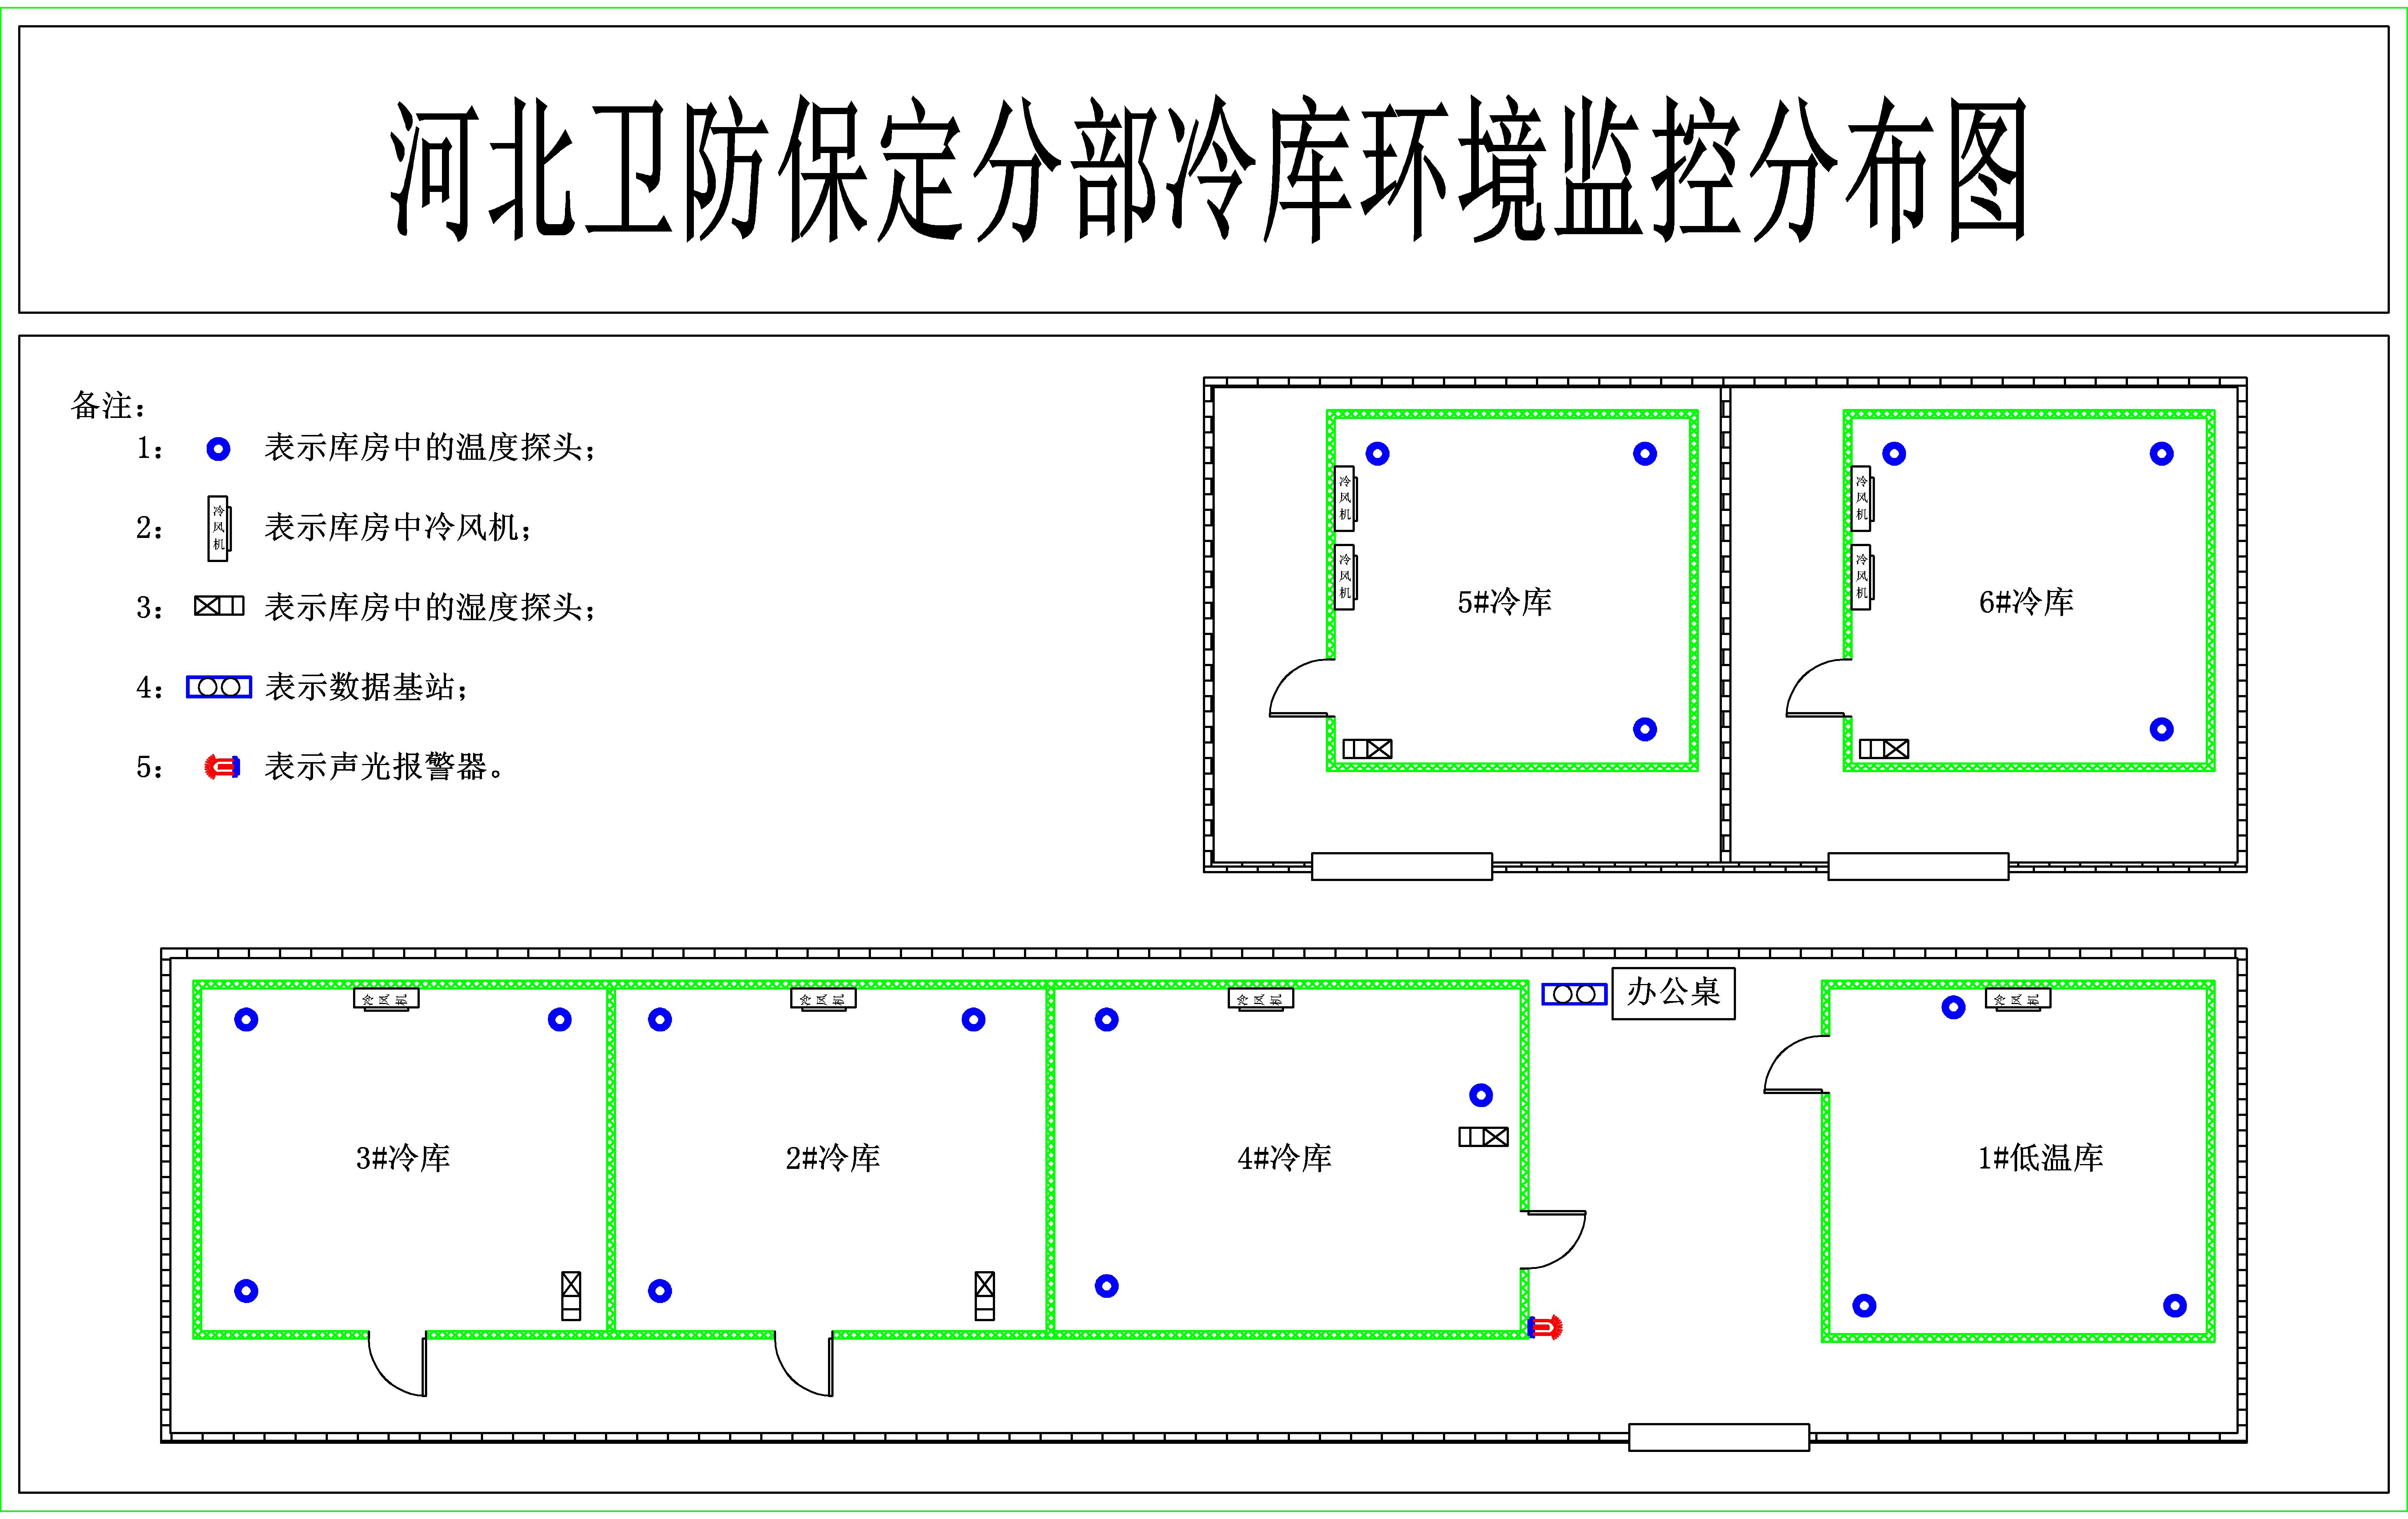 河北卫防保定分部冷库环境监控分布图
备注：
1： 表示库房中的温度探头；
2： 冷风机 表示库房中冷风机；
3： 表示库房中的湿度探头；
4： 表示数据基站；
5： 表示声光报警器。
冷风机
冷风机
5#冷库
冷风机
冷风机
6#冷库
冷风机
冷风机
冷风机
办公桌
冷风机
3#冷库
2#冷库
4#冷库
1#低温库